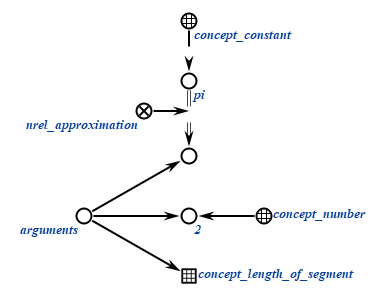 concept_constant
pi
nrel_approximation
concept_number
arguments
2
concept_length_of_segment